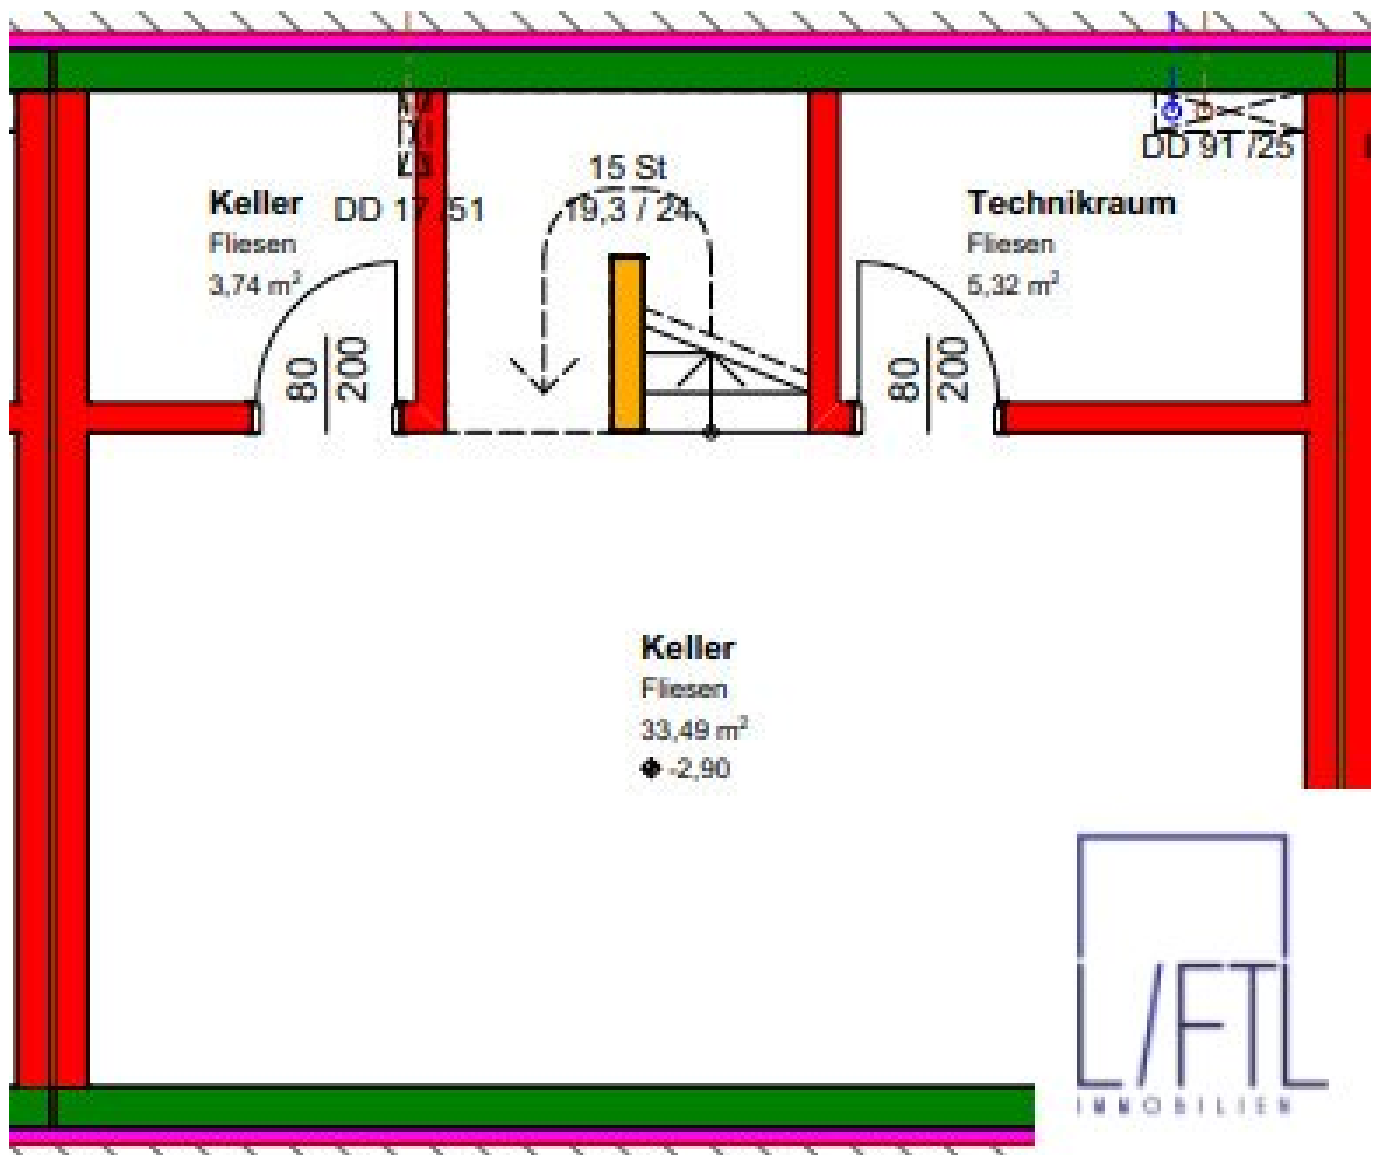 15 St
19,3 / 24
Keller
Fliesen
3,74 m²
DD 17 /51
80
200
Technikraum
Fliesen
5,32 m²
DD 91 /25
80
200
Keller
Fliesen
33,49 m²
-2,90
L/FTL
IMMOBILIEN